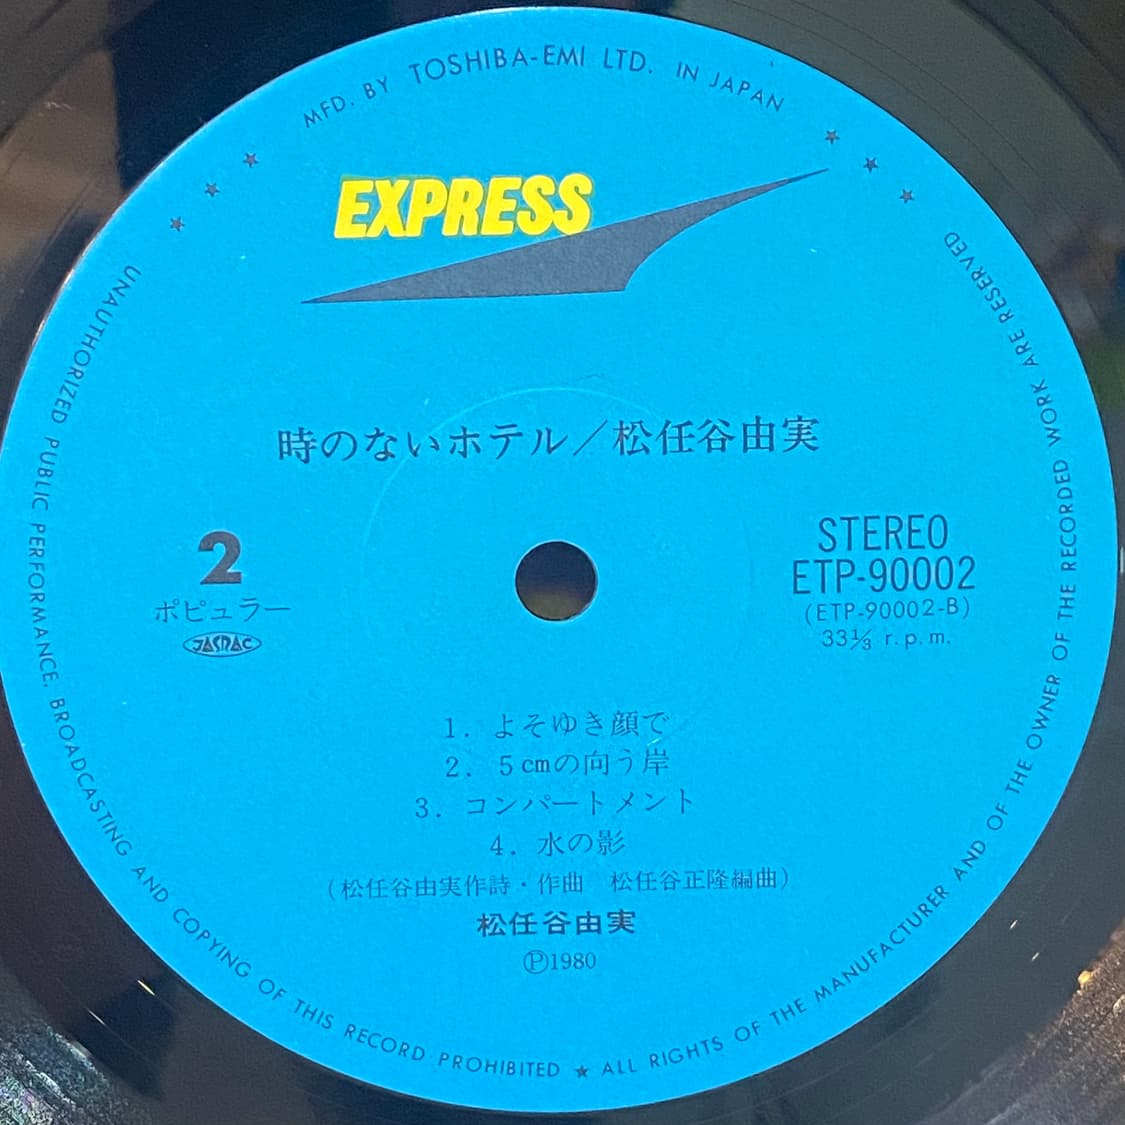 MFD. BY TOSHIBA-EMI LTD. IN JAPAN
EXPRESS
時のないホテル／松任谷由実
2
ポピュラー
JASRAC
STEREO
ETP-90002
(ETP-90002-B)
33⅓ r.p.m.
1. よそゆき顔で
2. 5cmの向う岸
3. コンパートメント
4. 水の影
(松任谷由実作詩・作曲　松任谷正隆編曲)
松任谷由実
Ⓟ1980
UNAUTHORIZED PUBLIC PERFORMANCE, BROADCASTING AND COPYING OF THIS RECORD PROHIBITED ★ ALL RIGHTS OF THE MANUFACTURER AND OF THE OWNER OF THE RECORDED WORK ARE RESERVED